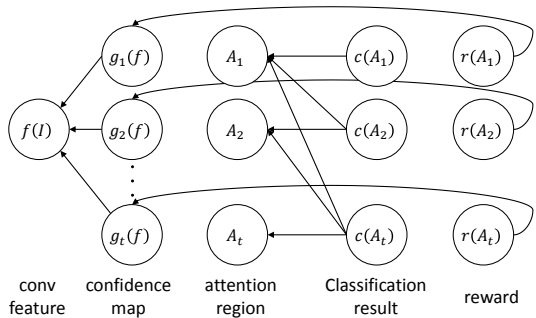 g₁(f) A₁ c(A₁) r(A₁)
f(I) g₂(f) A₂ c(A₂) r(A₂)
gₜ(f) Aₜ c(Aₜ) r(Aₜ)
conv feature
confidence map
attention region
Classification result
reward